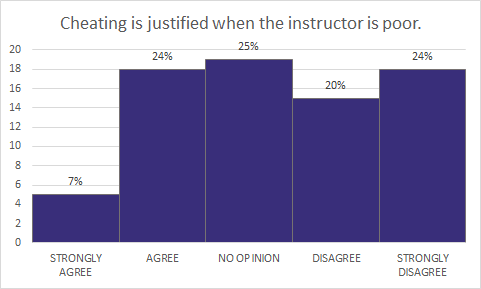 Cheating is justified when the instructor is poor.
20
18
16
14
12
10
8
6
4
2
0
7%
24%
25%
20%
24%
STRONGLY
AGREE
AGREE
NO OPINION
DISAGREE
STRONGLY
DISAGREE